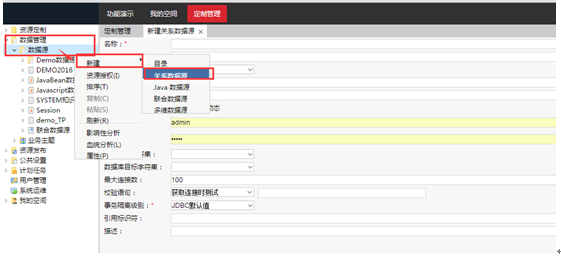 功能演示 我的空间 定制管理
资源定制
数据管理
数据源
Demo数据
DEMO2016
JavaBean数据
Javascript数据
SYSTEM知识
Session
demo_TP
联合数据源
业务主题
资源发布
公共设置
计划任务
用户管理
系统运维
我的空间
定制管理 新建关系数据源 ×
名称：*
新建
资源授权(I)
排序(T)
复制(C)
粘贴(S)
刷新(R)
影响性分析
血统分析(L)
属性(P)
目录
关系数据源
Java 数据源
联合数据源
多维数据源
动态
admin
•••••
集：
数据库目标字符集：
最大连接数： 100
校验语句： 获取连接时测试
事务隔离级别：* JDBC默认值
引用标识符：
描述：